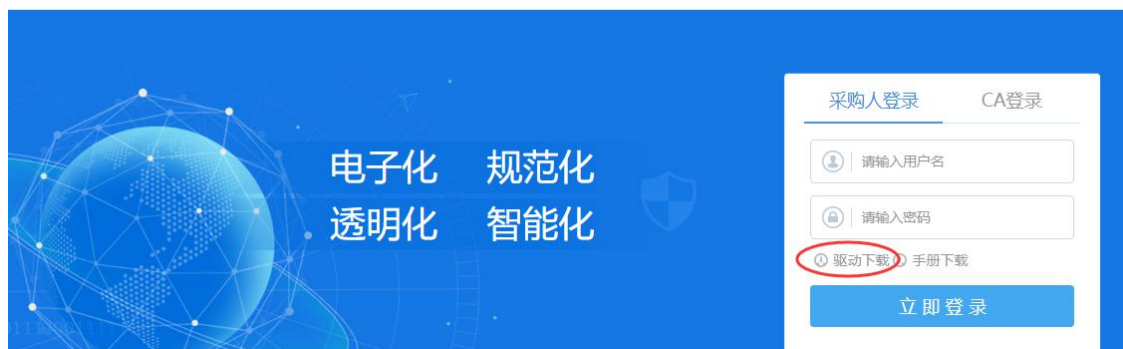 电子化 规范化
透明化 智能化
采购人登录 CA登录
请输入用户名
请输入密码
驱动下载 手册下载
立即登录